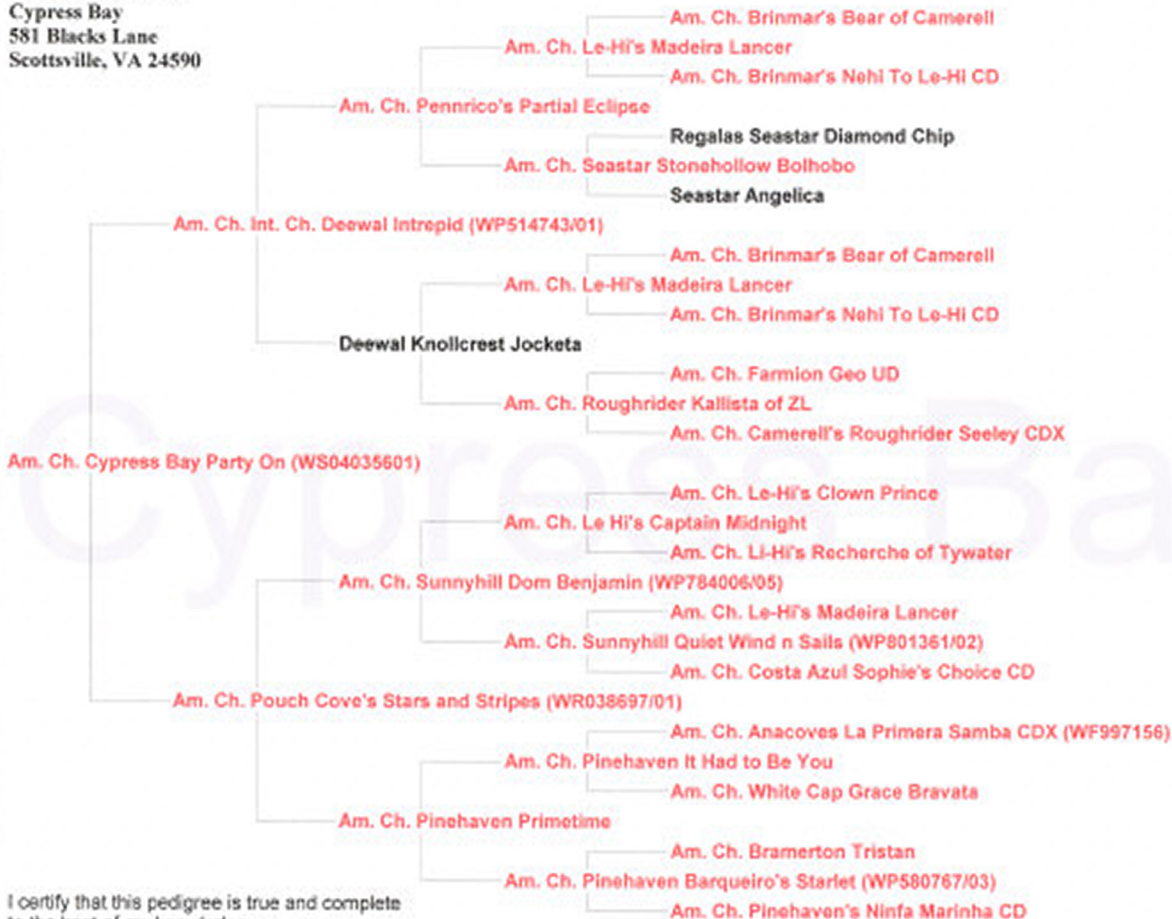 Cypress Bay
581 Blacks Lane
Scottsville, VA 24590
Am. Ch. Brinmar's Bear of Camerell
Am. Ch. Le-Hi's Madeira Lancer
Am. Ch. Brinmar's Nehi To Le-Hi CD
Am. Ch. Pennrico's Partial Eclipse
Regalas Seastar Diamond Chip
Am. Ch. Seastar Stonehollow Bolhobo
Seastar Angelica
Am. Ch. Int. Ch. Deewal Intrepid (WP514743/01)
Am. Ch. Brinmar's Bear of Camerell
Am. Ch. Le-Hi's Madeira Lancer
Am. Ch. Brinmar's Nehi To Le-Hi CD
Deewal Knollcrest Jocketa
Am. Ch. Farmion Geo UD
Am. Ch. Roughrider Kallista of ZL
Am. Ch. Camerell's Roughrider Seeley CDX
Am. Ch. Cypress Bay Party On (WS04035601)
Am. Ch. Le-Hi's Clown Prince
Am. Ch. Le Hi's Captain Midnight
Am. Ch. Li-Hi's Recherche of Tywater
Am. Ch. Sunnyhill Dom Benjamin (WP784006/05)
Am. Ch. Le-Hi's Madeira Lancer
Am. Ch. Sunnyhill Quiet Wind n Sails (WP801361/02)
Am. Ch. Costa Azul Sophie's Choice CD
Am. Ch. Pouch Cove's Stars and Stripes (WR038697/01)
Am. Ch. Anacoves La Primera Samba CDX (WF997156)
Am. Ch. Pinehaven It Had to Be You
Am. Ch. White Cap Grace Bravata
Am. Ch. Pinehaven Primetime
Am. Ch. Bramerton Tristan
Am. Ch. Pinehaven Barqueiro's Starlet (WP580767/03)
Am. Ch. Pinehaven's Ninfa Marinha CD
Cypress Ba
I certify that this pedigree is true and complete